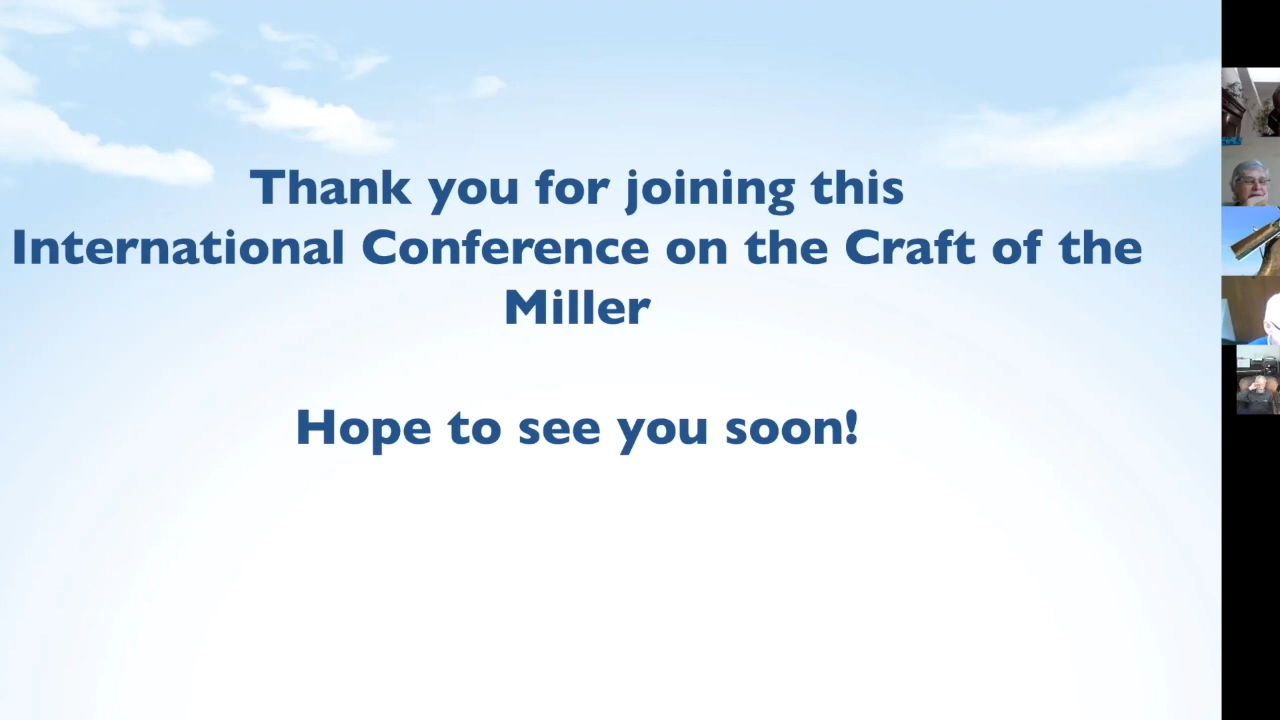 Thank you for joining this
International Conference on the Craft of the
Miller
Hope to see you soon!